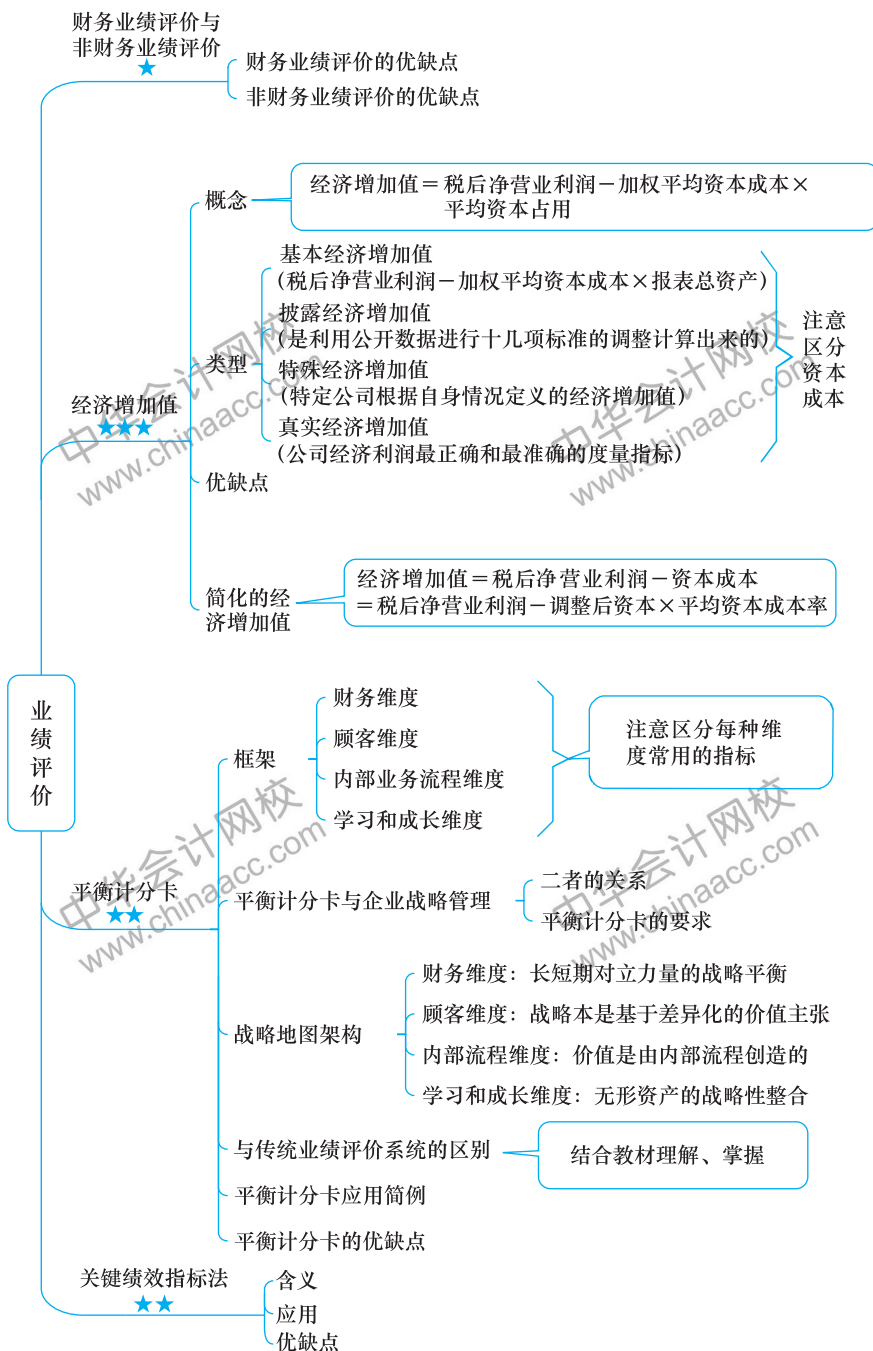 财务业绩评价与
非财务业绩评价
★
财务业绩评价的优缺点
非财务业绩评价的优缺点
经济增加值
★★★
概念
经济增加值＝税后净营业利润－加权平均资本成本×
平均资本占用
类型
基本经济增加值
(税后净营业利润－加权平均资本成本×报表总资产)
披露经济增加值
(是利用公开数据进行十几项标准的调整计算出来的)
特殊经济增加值
(特定公司根据自身情况定义的经济增加值)
真实经济增加值
(公司经济利润最正确和最准确的度量指标)
注意
区分
资本
成本
优缺点
简化的经
济增加值
经济增加值＝税后净营业利润－资本成本
＝税后净营业利润－调整后资本×平均资本成本率
业
绩
评
价
平衡计分卡
★★
框架
财务维度
顾客维度
内部业务流程维度
学习和成长维度
注意区分每种维
度常用的指标
平衡计分卡与企业战略管理
二者的关系
平衡计分卡的要求
战略地图架构
财务维度：长短期对立力量的战略平衡
顾客维度：战略本是基于差异化的价值主张
内部流程维度：价值是由内部流程创造的
学习和成长维度：无形资产的战略性整合
与传统业绩评价系统的区别
结合教材理解、掌握
平衡计分卡应用简例
平衡计分卡的优缺点
关键绩效指标法
★★
含义
应用
优缺点
中华会计网校
www.chinaacc.com
中华会计网校
www.chinaacc.com
中华会计网校
www.chinaacc.com
中华会计网校
www.chinaacc.com